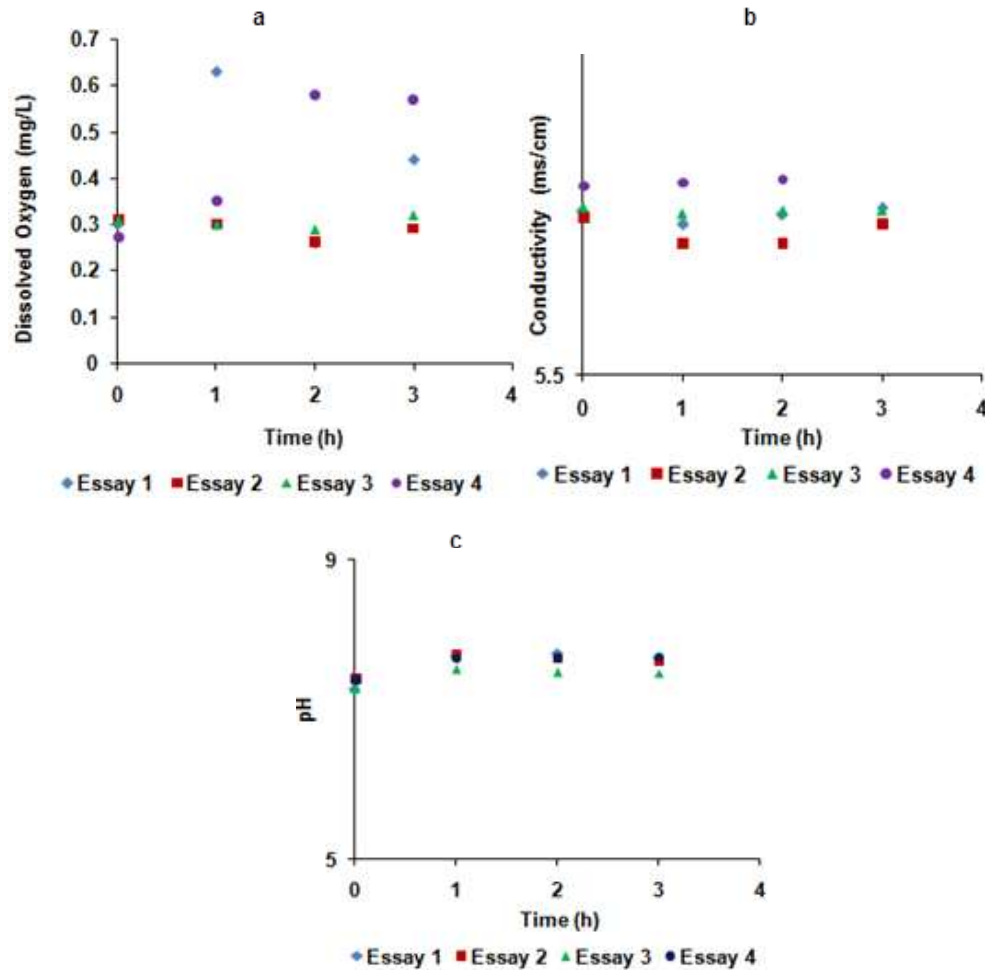 a
0.7
0.6
0.5
0.4
0.3
0.2
0.1
0
Dissolved Oxygen (mg/L)
0 1 2 3 4
Time (h)
Essay 1 Essay 2 Essay 3 Essay 4
b
Conductivity (ms/cm)
5.5
0 1 2 3 4
Time (h)
Essay 1 Essay 2 Essay 3 Essay 4
c
9
pH
5
0 1 2 3 4
Time (h)
Essay 1 Essay 2 Essay 3 Essay 4